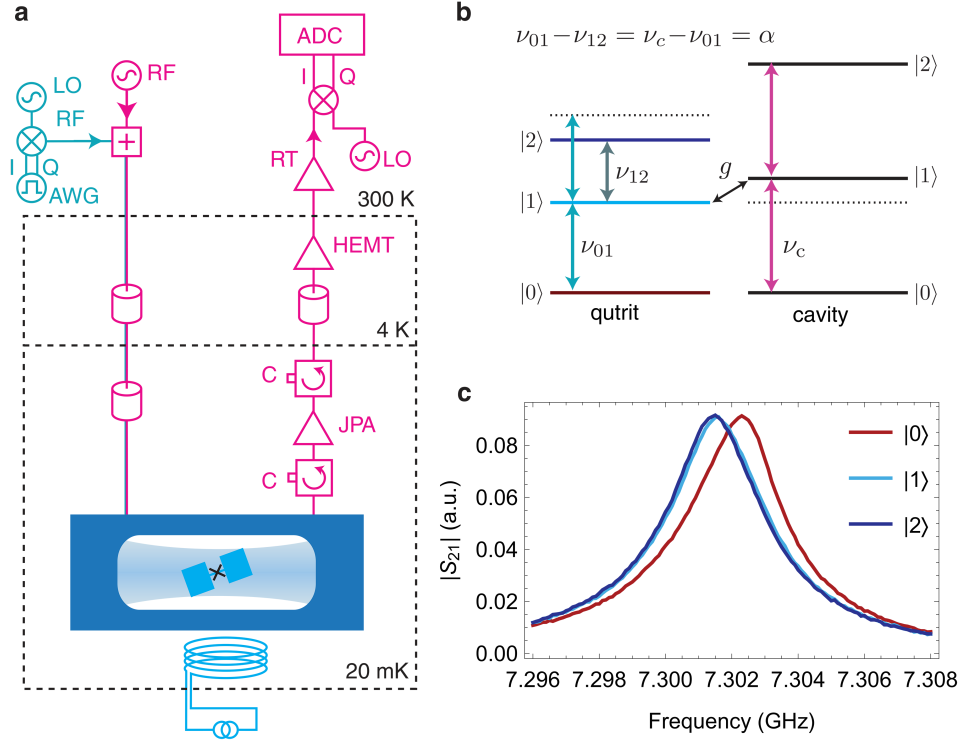 a
ADC
I
Q
LO
RF
RF
I
Q
AWG
RT
LO
300 K
HEMT
4 K
C
JPA
C
20 mK
b
ν01−ν12 = νc−ν01 = α
|2⟩
|2⟩
ν12
g
|1⟩
|1⟩
ν01
νc
|0⟩
|0⟩
qutrit
cavity
c
|S21| (a.u.)
0.08
0.06
0.04
0.02
0.00
|0⟩
|1⟩
|2⟩
7.296 7.298 7.300 7.302 7.304 7.306 7.308
Frequency (GHz)